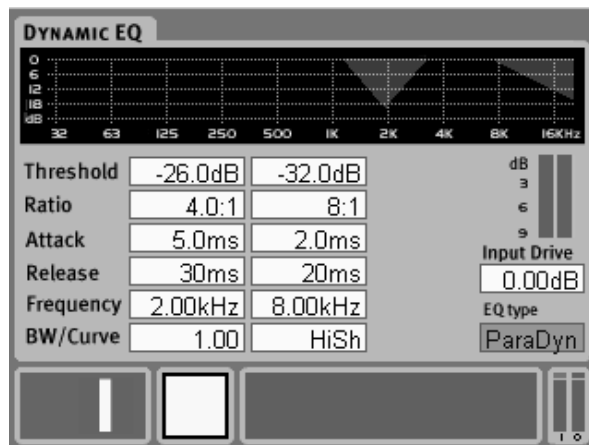 DYNAMIC EQ
0
6
12
18
dB
32 63 125 250 500 1K 2K 4K 8K 16KHz
Threshold -26.0dB -32.0dB
Ratio 4.0:1 8:1
Attack 5.0ms 2.0ms
Release 30ms 20ms
Frequency 2.00kHz 8.00kHz
BW/Curve 1.00 HiSh
dB
3
6
9
Input Drive
0.00dB
EQ type
ParaDyn
I O